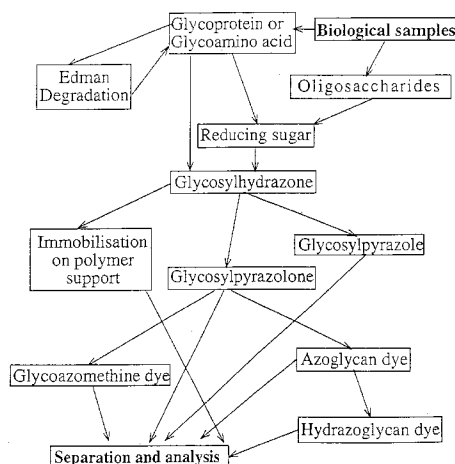 Glycoprotein or
Glycoamino acid
Biological samples
Edman
Degradation
Oligosaccharides
Reducing sugar
Glycosylhydrazone
Immobilisation
on polymer
support
Glycosylpyrazole
Glycosylpyrazolone
Glycoazomethine dye
Azoglycan dye
Hydrazoglycan dye
Separation and analysis